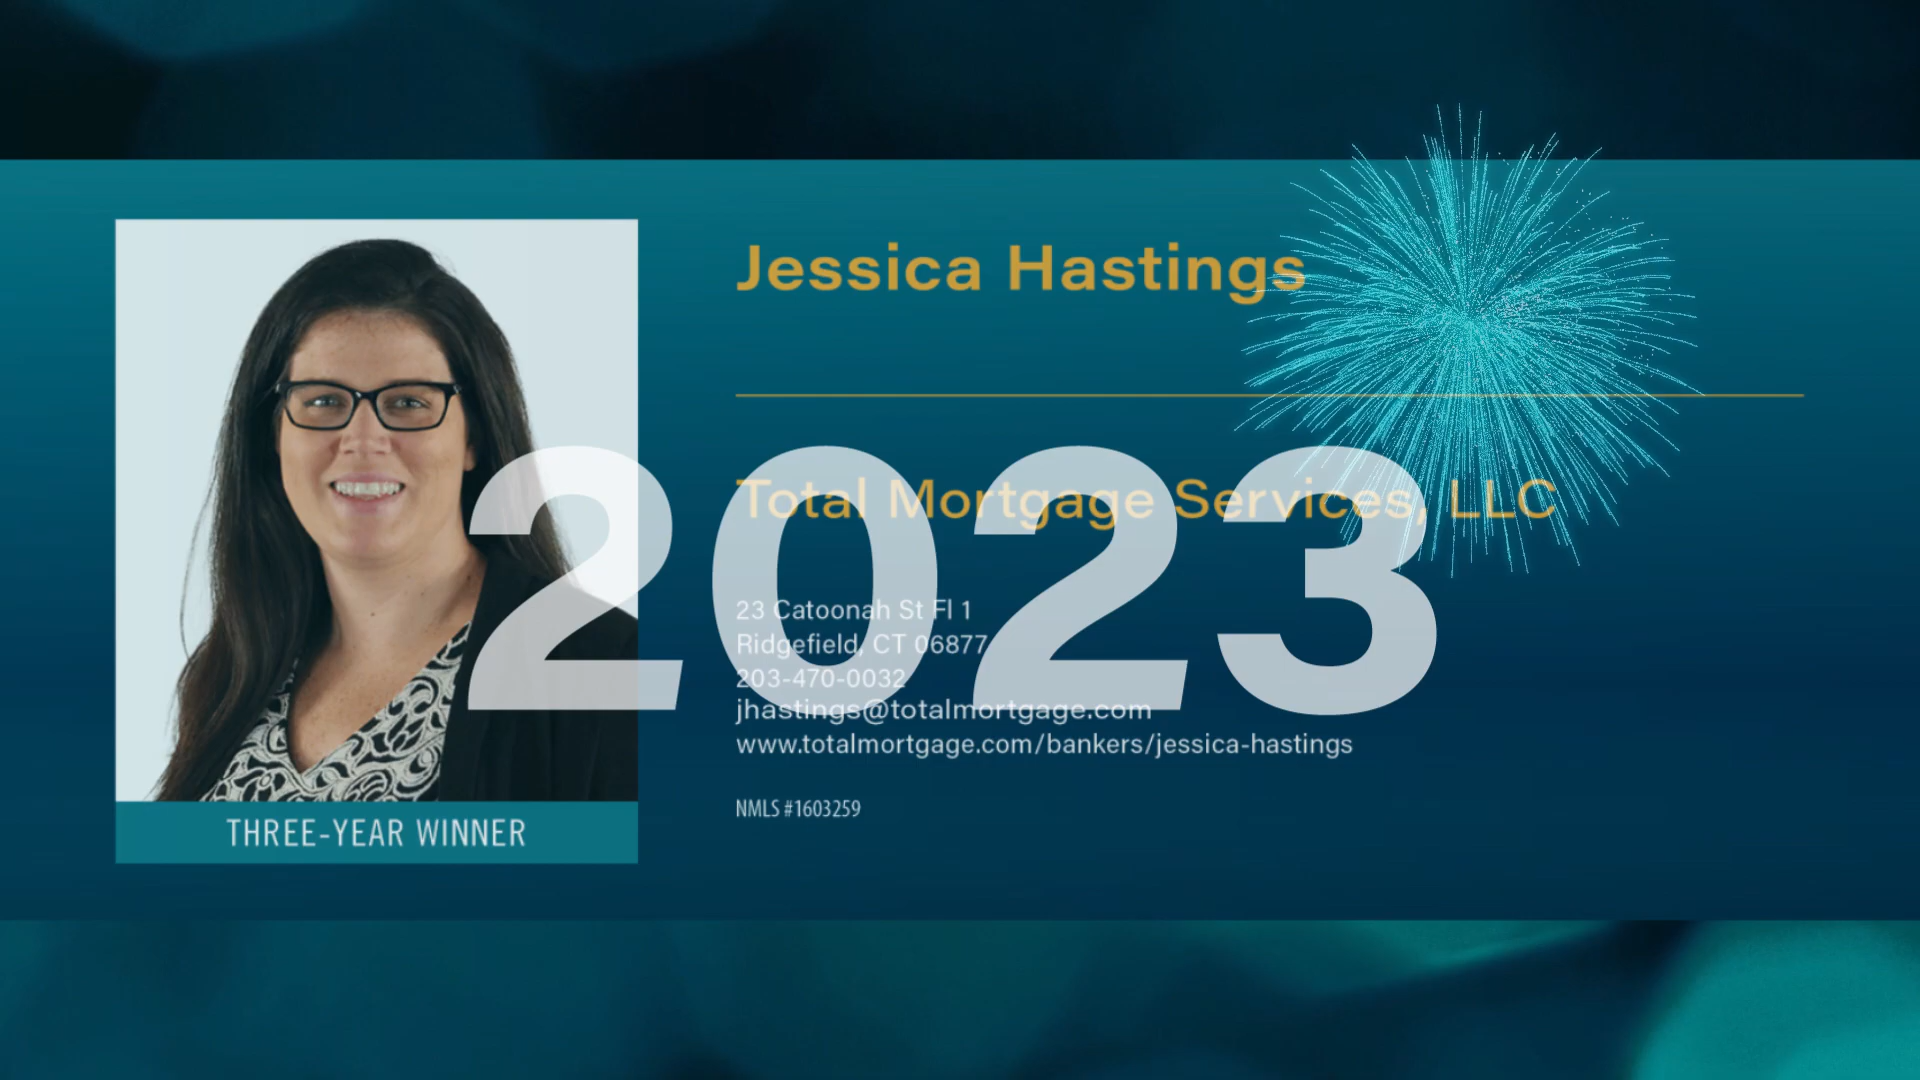 Jessica Hastings
Total Mortgage Services, LLC
2023
23 Catoonah St Fl 1
Ridgefield, CT 06877
203-470-0032
jhastings@totalmortgage.com
www.totalmortgage.com/bankers/jessica-hastings
NMLS #1603259
THREE-YEAR WINNER